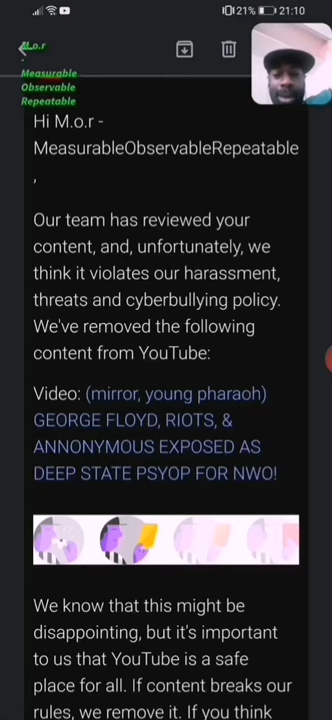 21% 21:10
M.o.r
Measurable
Observable
Repeatable
Hi M.o.r -
MeasurableObservableRepeatable
,
Our team has reviewed your
content, and, unfortunately, we
think it violates our harassment,
threats and cyberbullying policy.
We've removed the following
content from YouTube:
Video: (mirror, young pharaoh)
GEORGE FLOYD, RIOTS, &
ANNONYMOUS EXPOSED AS
DEEP STATE PSYOP FOR NWO!
We know that this might be
disappointing, but it's important
to us that YouTube is a safe
place for all. If content breaks our
rules, we remove it. If you think